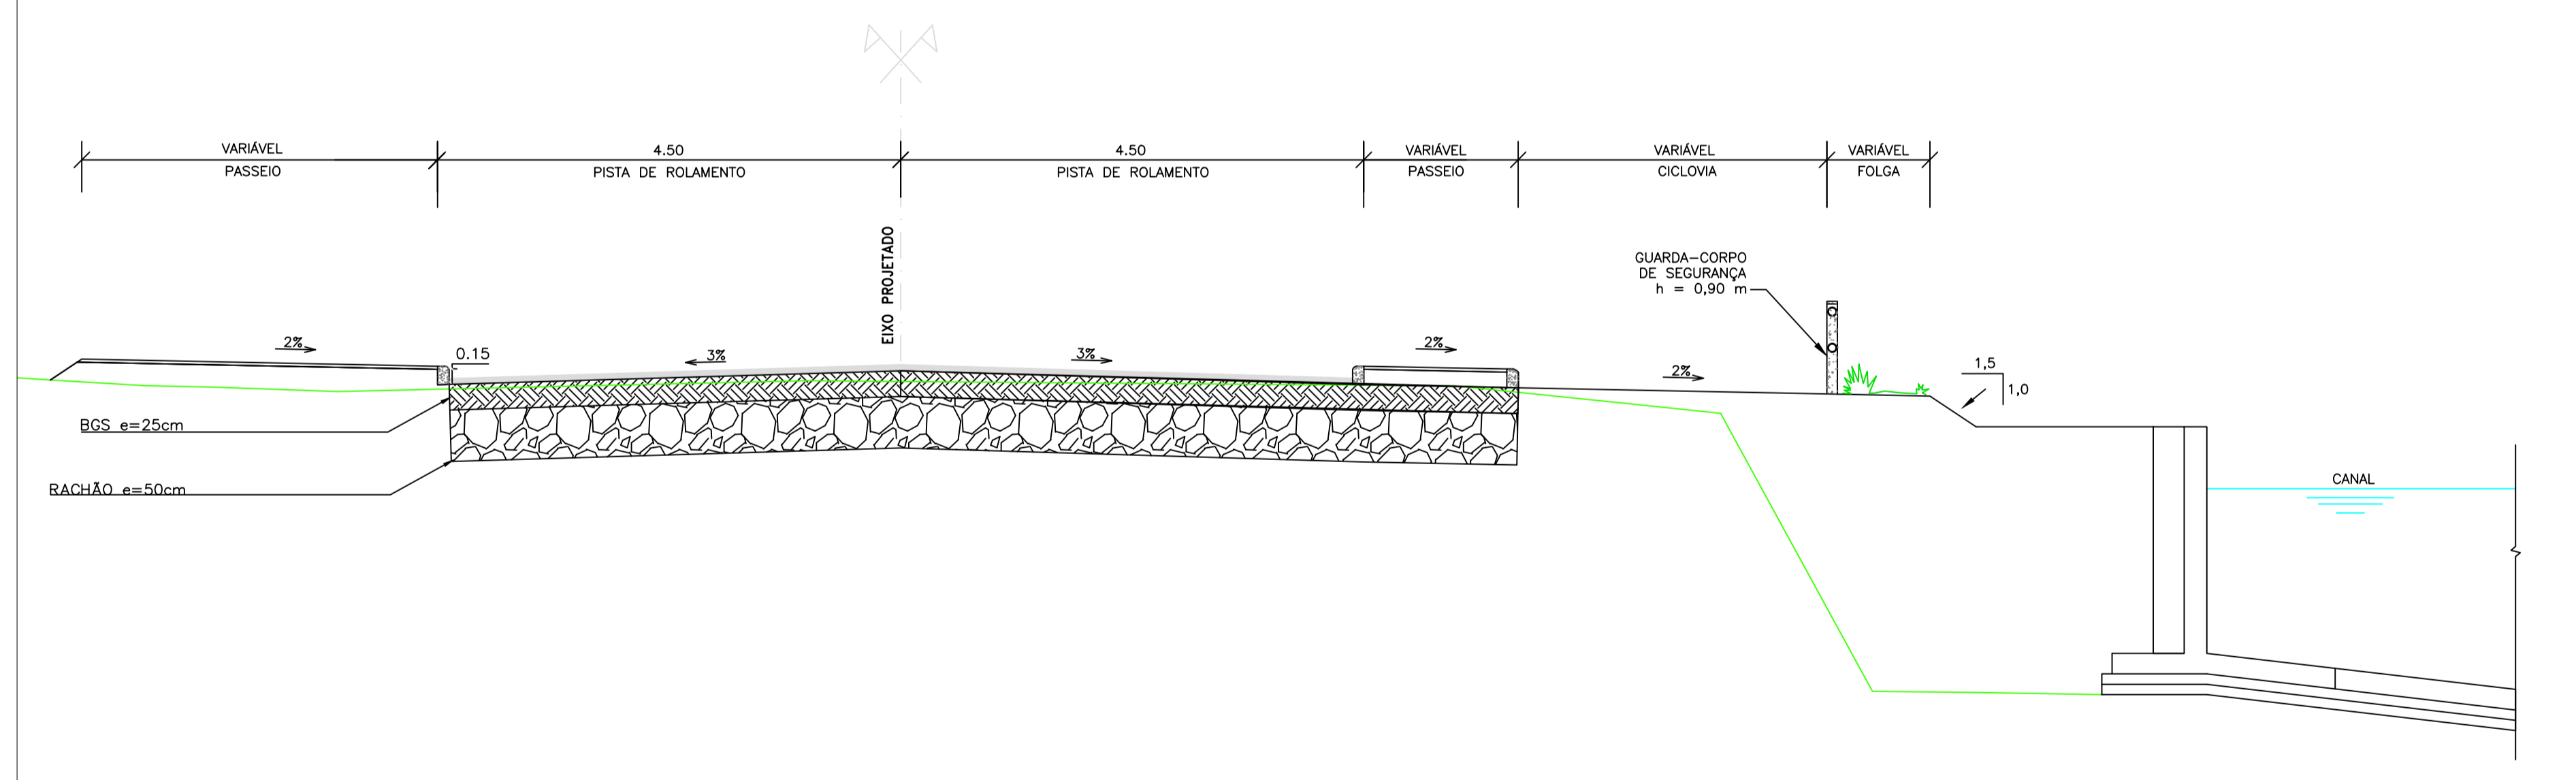 VARIÁVEL
PASSEIO
4.50
PISTA DE ROLAMENTO
4.50
PISTA DE ROLAMENTO
VARIÁVEL
PASSEIO
VARIÁVEL
CICLOVIA
VARIÁVEL
FOLGA
EIXO PROJETADO
GUARDA-CORPO
DE SEGURANÇA
h = 0,90 m
2%
0.15
3%
3%
2%
2%
1,5
1,0
BGS e=25cm
RACHÃO e=50cm
CANAL